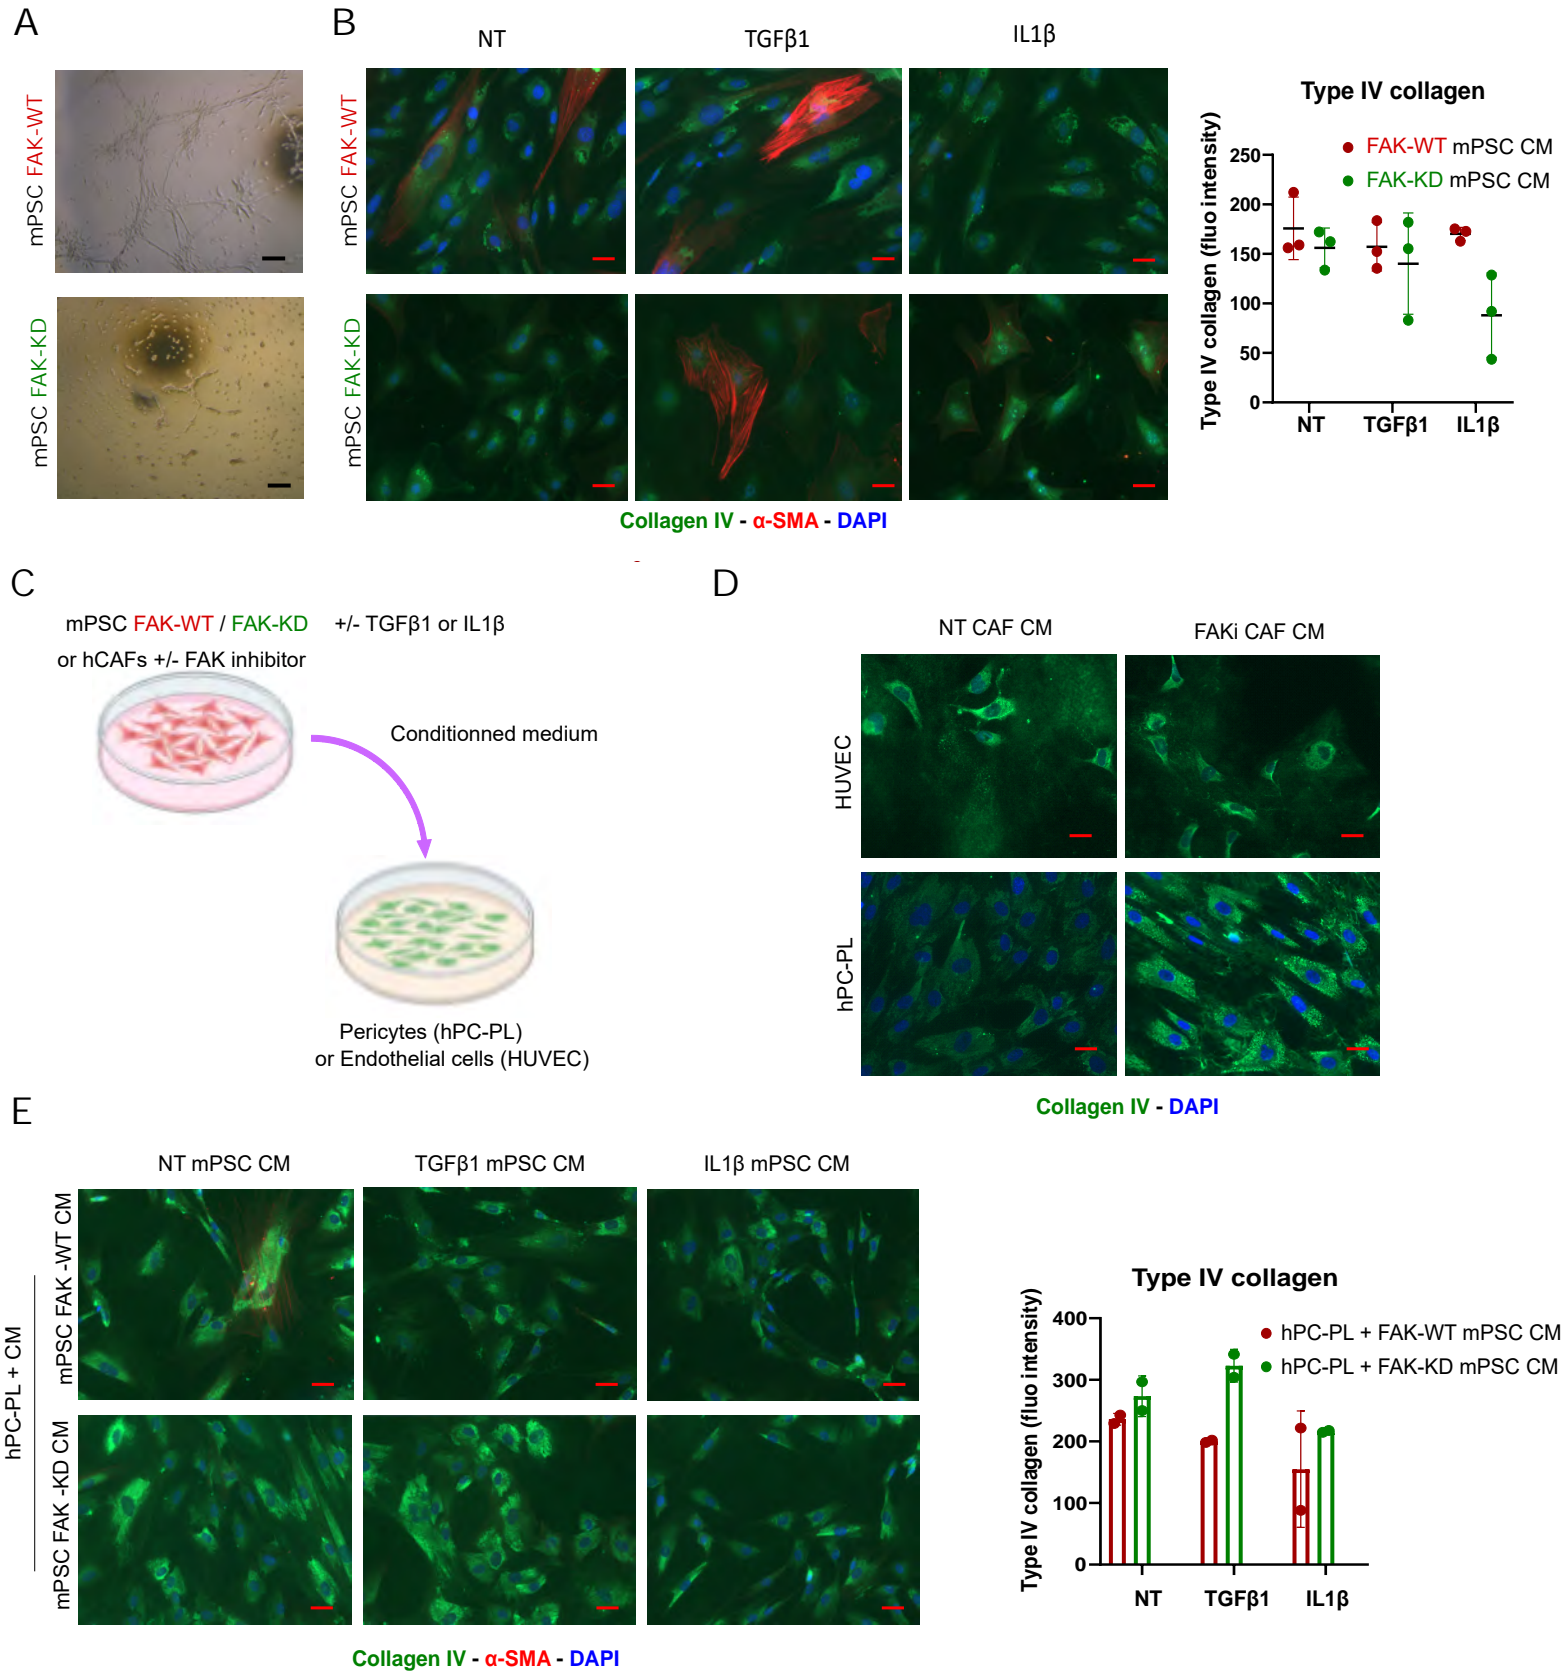 A
B
NT
TGFβ1
IL1β
mPSC FAK-WT
mPSC FAK-KD
mPSC FAK-WT
mPSC FAK-KD
Collagen IV - α-SMA - DAPI
Type IV collagen
FAK-WT mPSC CM
FAK-KD mPSC CM
Type IV collagen (fluo intensity)
250
200
150
100
50
0
NT
TGFβ1
IL1β
C
mPSC FAK-WT / FAK-KD +/- TGFβ1 or IL1β
or hCAFs +/- FAK inhibitor
Conditionned medium
Pericytes (hPC-PL)
or Endothelial cells (HUVEC)
D
NT CAF CM
FAKi CAF CM
HUVEC
hPC-PL
Collagen IV - DAPI
E
NT mPSC CM
TGFβ1 mPSC CM
IL1β mPSC CM
hPC-PL + CM
mPSC FAK -WT CM
mPSC FAK -KD CM
Collagen IV - α-SMA - DAPI
Type IV collagen
hPC-PL + FAK-WT mPSC CM
hPC-PL + FAK-KD mPSC CM
Type IV collagen (fluo intensity)
400
300
200
100
0
NT
TGFβ1
IL1β